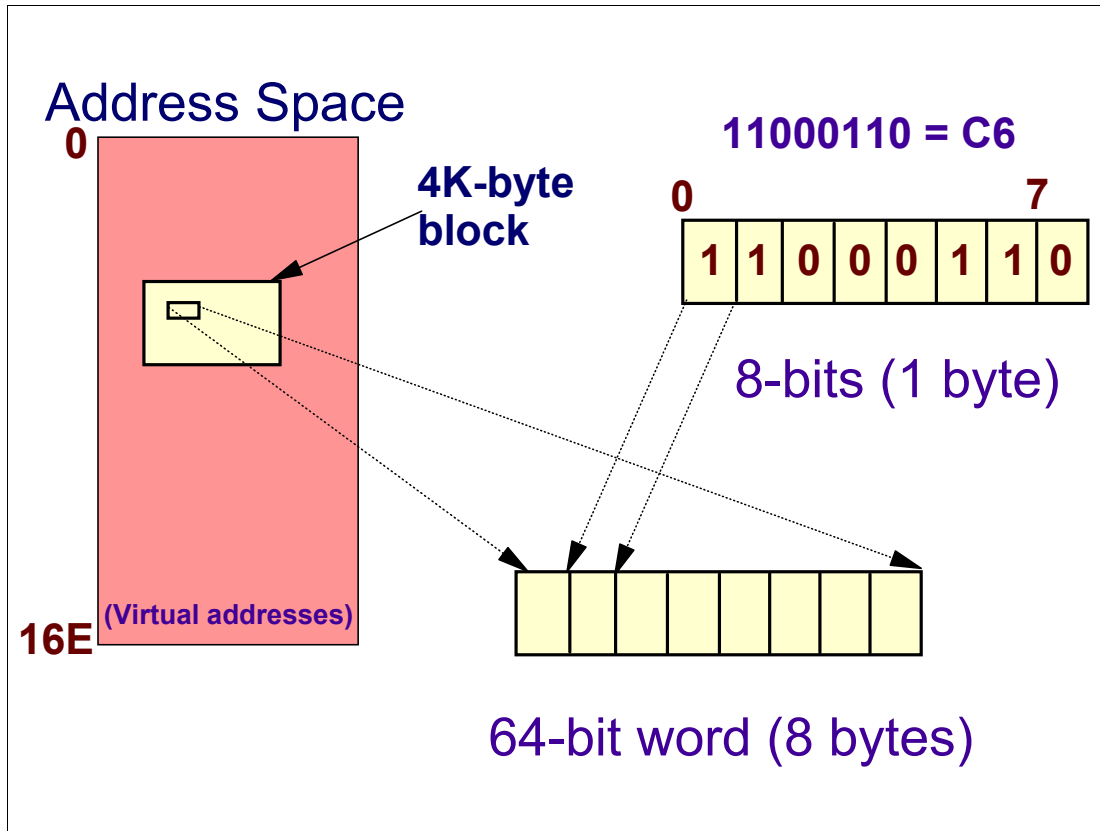 Address Space
0
4K-byte
block
(Virtual addresses)
16E
11000110 = C6
0 7
1 1 0 0 0 1 1 0
8-bits (1 byte)
64-bit word (8 bytes)